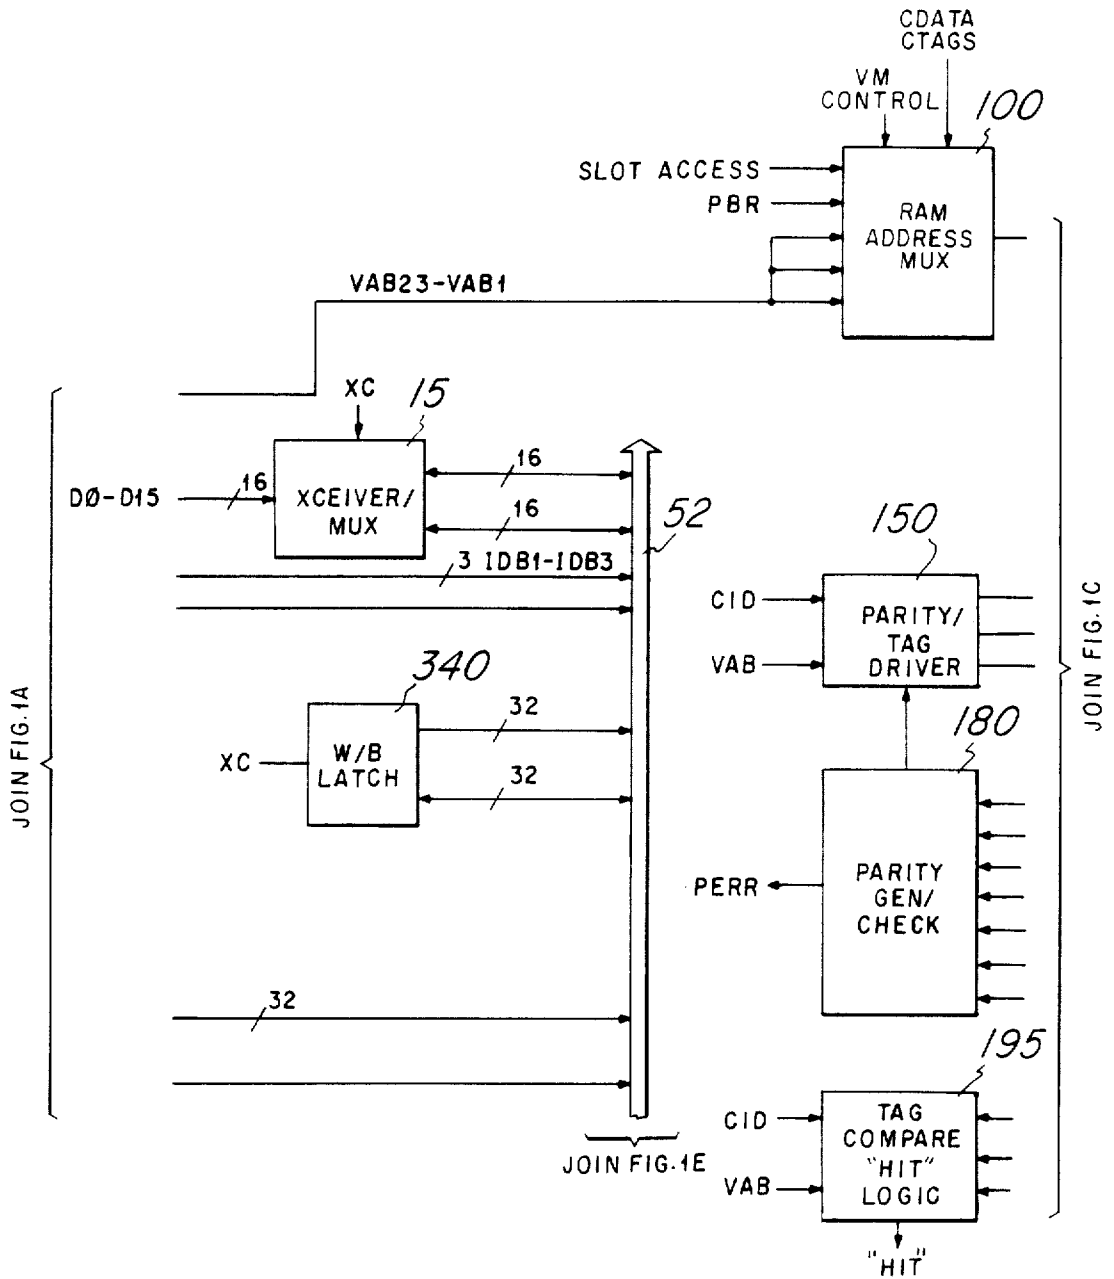 CDATA
CTAGS
VM
CONTROL
100
SLOT ACCESS
PBR
RAM
ADDRESS
MUX
VAB23-VAB1
XC
15
16
16
DØ-D15
XCEIVER/
MUX
16
52
3 IDB1-IDB3
150
CID
PARITY/
TAG
DRIVER
VAB
340
32
XC
W/B
LATCH
32
180
PERR
PARITY
GEN/
CHECK
32
195
CID
TAG
COMPARE
"HIT"
LOGIC
VAB
"HIT"
JOIN FIG.1A
JOIN FIG.1E
JOIN FIG.1C